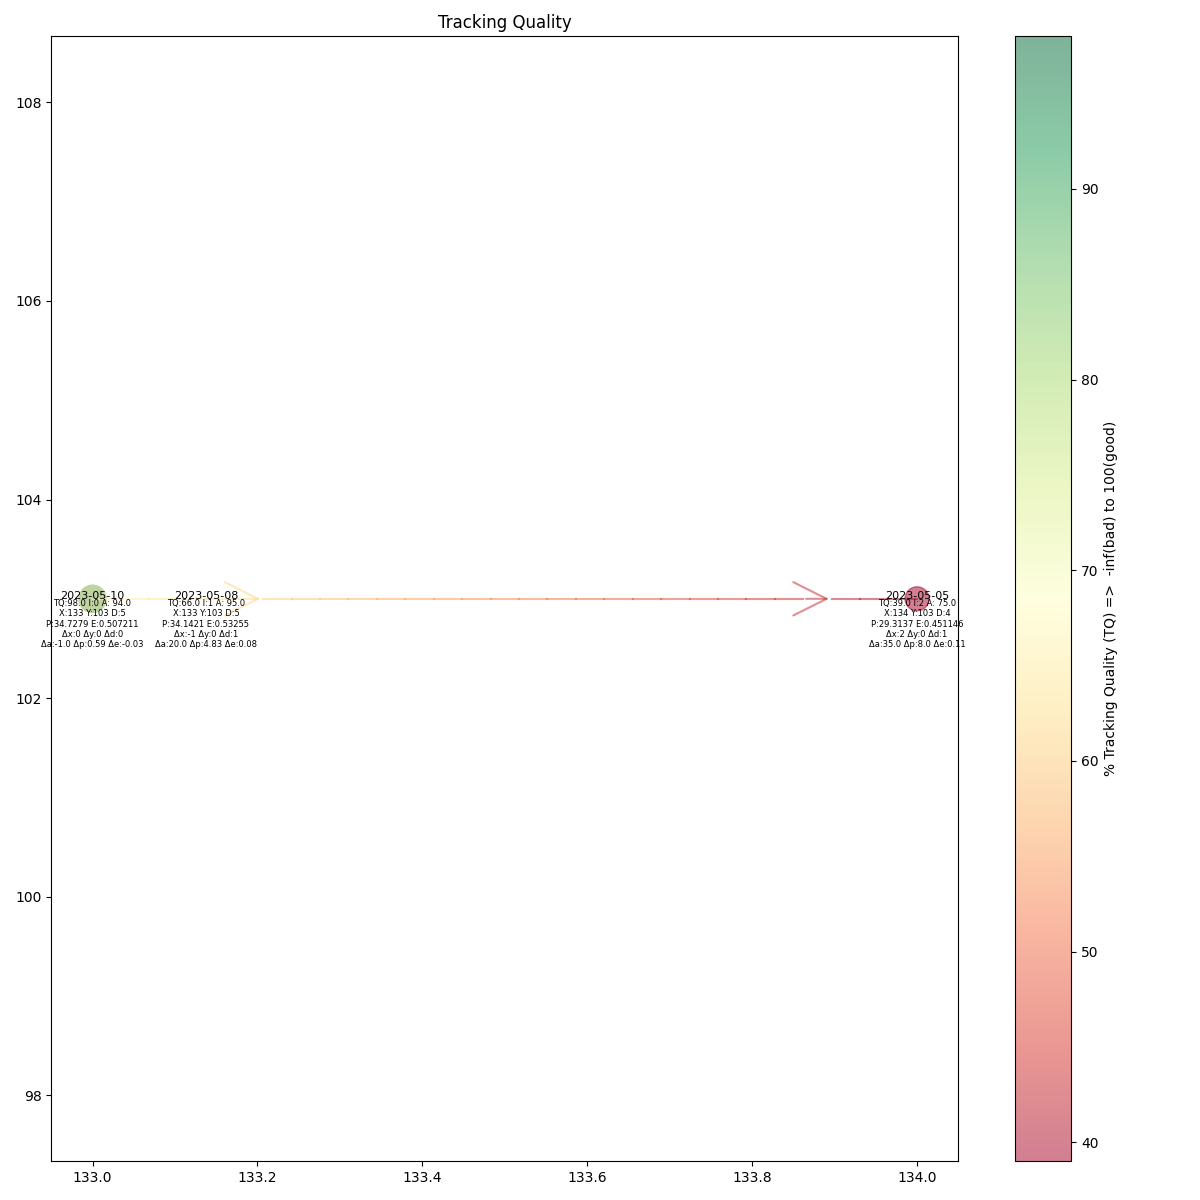 Tracking Quality
108
106
104
102
100
98
2023-05-10
TQ:98.0 I:0 A: 94.0
X:133 Y:103 D:5
P:34.7279 E:0.507211
Δx:0 Δy:0 Δd:0
Δa:-1.0 Δp:0.59 Δe:-0.03
2023-05-08
TQ:66.0 I:1 A: 95.0
X:133 Y:103 D:5
P:34.1421 E:0.53255
Δx:-1 Δy:0 Δd:1
Δa:20.0 Δp:4.83 Δe:0.08
2023-05-05
TQ:39.0 I:2 A: 75.0
X:134 Y:103 D:4
P:29.3137 E:0.451146
Δx:2 Δy:0 Δd:1
Δa:35.0 Δp:8.0 Δe:0.11
133.0 133.2 133.4 133.6 133.8 134.0
90
80
70
60
50
40
% Tracking Quality (TQ) => -inf(bad) to 100(good)